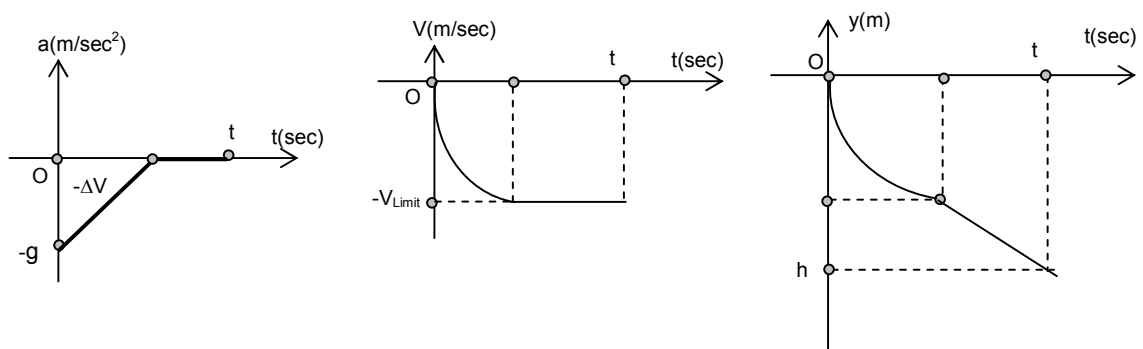 a(m/sec²)
t
t(sec)
O
-ΔV
-g
V(m/sec)
t
t(sec)
O
-V_Limit
y(m)
O
t
t(sec)
h